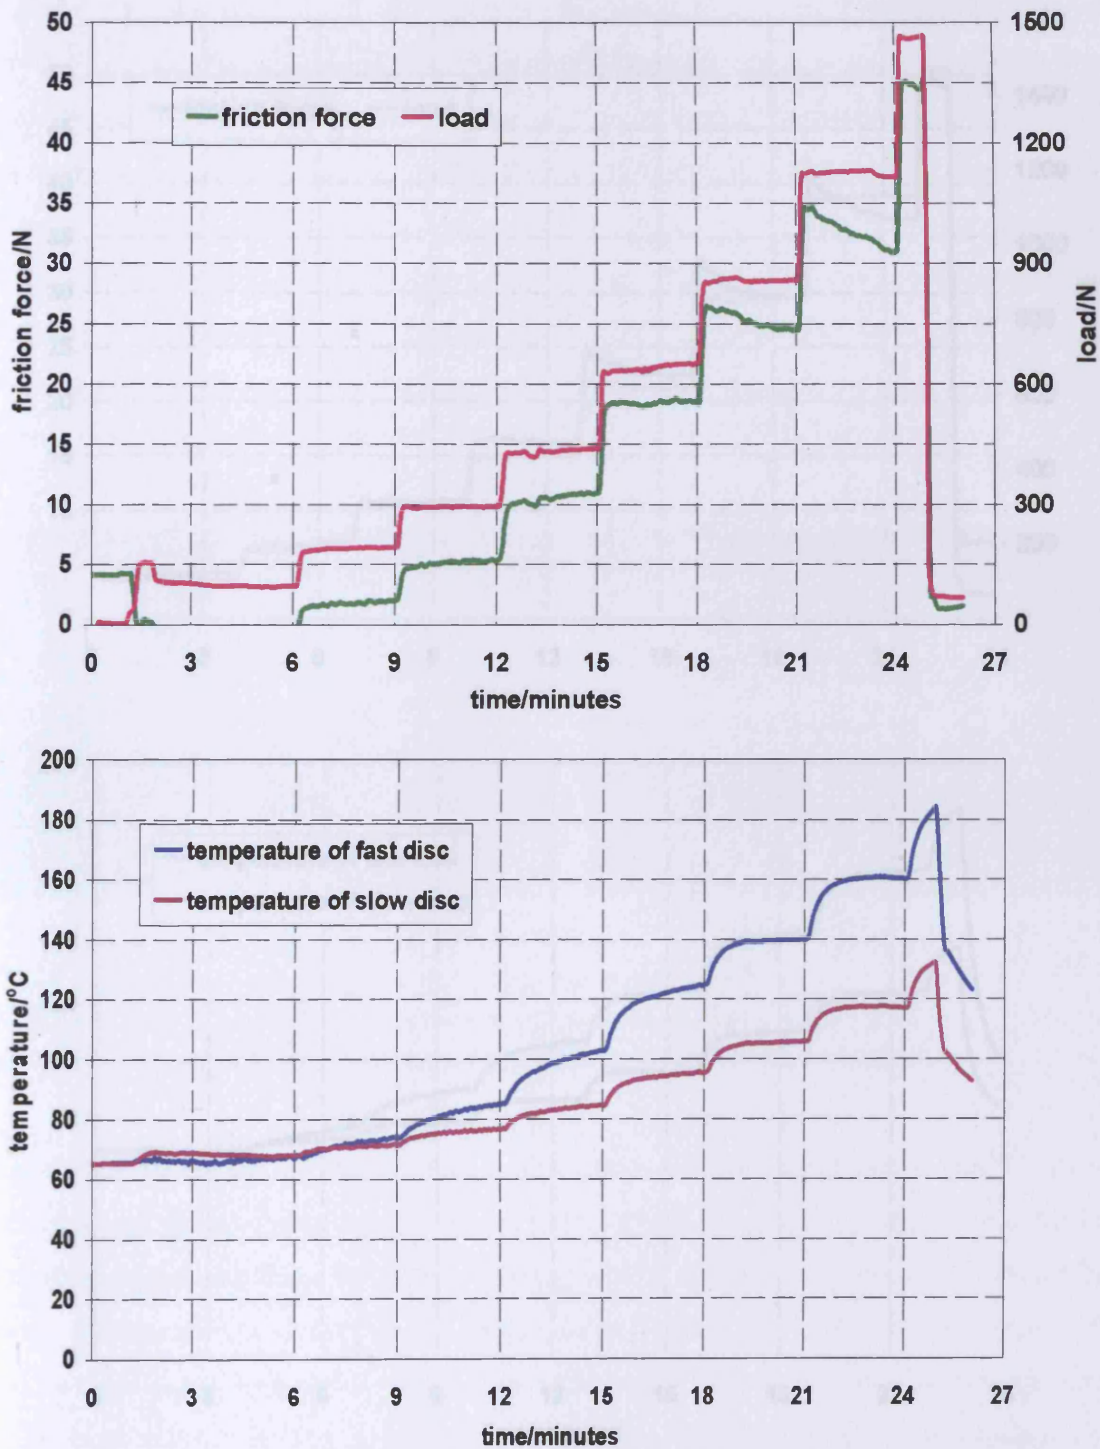 50
45
40
35
30
25
20
15
10
5
0
friction force/N
friction force
load
1500
1200
900
600
300
0
load/N
0 3 6 9 12 15 18 21 24 27
time/minutes
200
180
160
140
120
100
80
60
40
20
0
temperature/°C
temperature of fast disc
temperature of slow disc
0 3 6 9 12 15 18 21 24 27
time/minutes